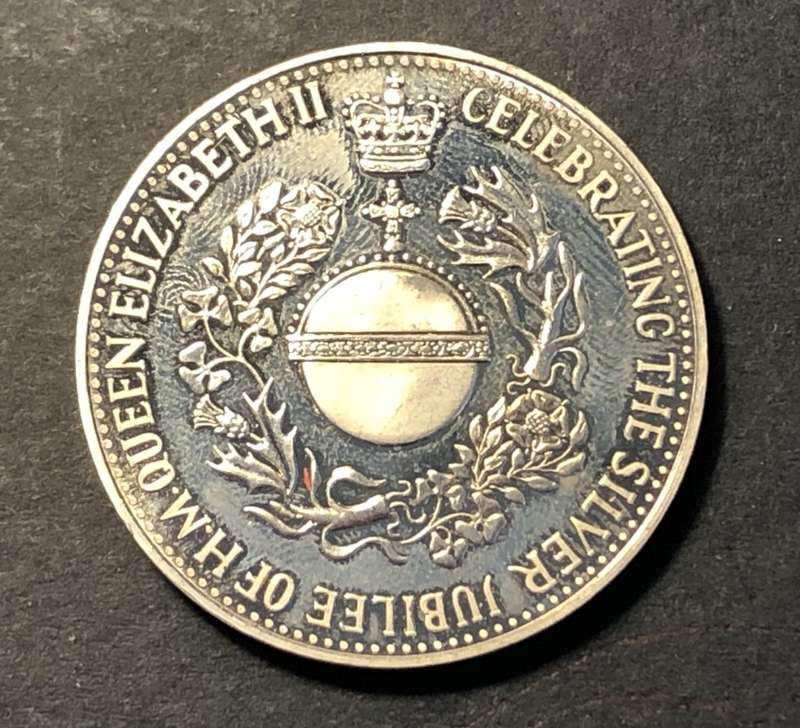 CELEBRATING THE SILVER JUBILEE OF H.M. QUEEN ELIZABETH II